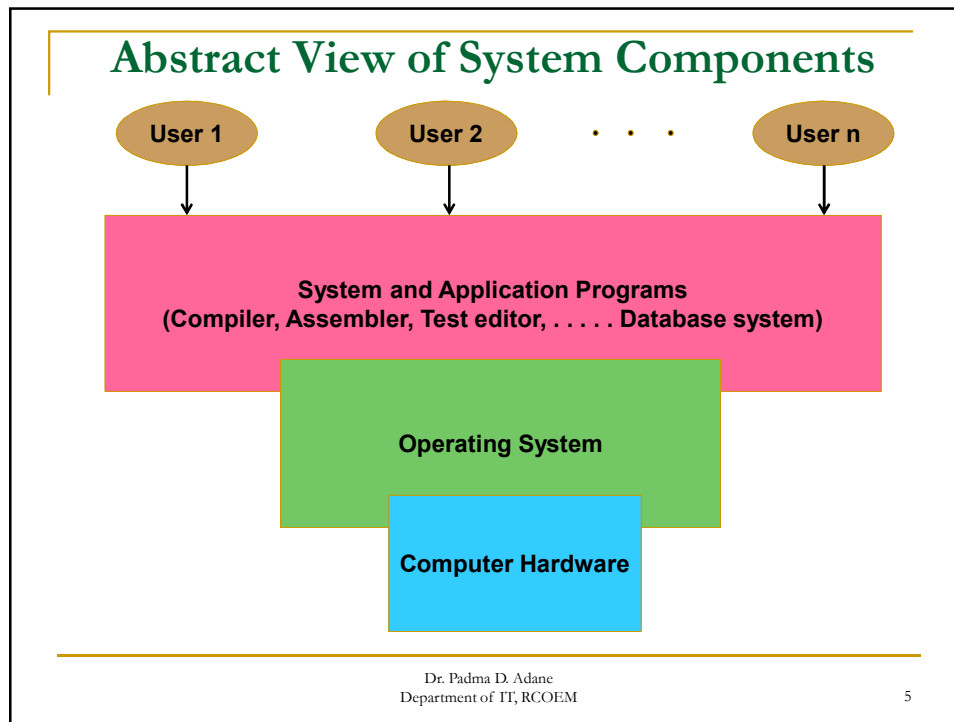 Abstract View of System Components
User 1
User 2
. . .
User n
System and Application Programs
(Compiler, Assembler, Test editor, . . . . . Database system)
Operating System
Computer Hardware
Dr. Padma D. Adane
Department of IT, RCOEM
5